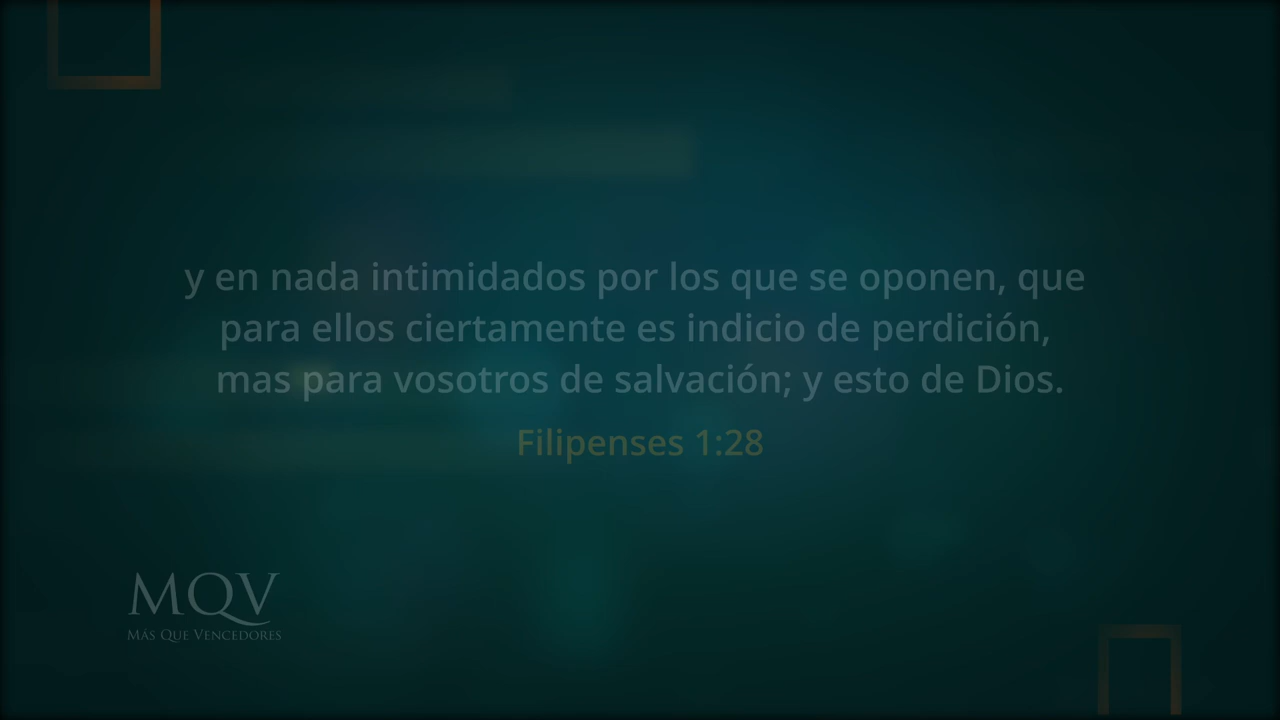 y en nada intimidados por los que se oponen, que
para ellos ciertamente es indicio de perdición,
mas para vosotros de salvación; y esto de Dios.
Filipenses 1:28
MQV
MÁS QUE VENCEDORES